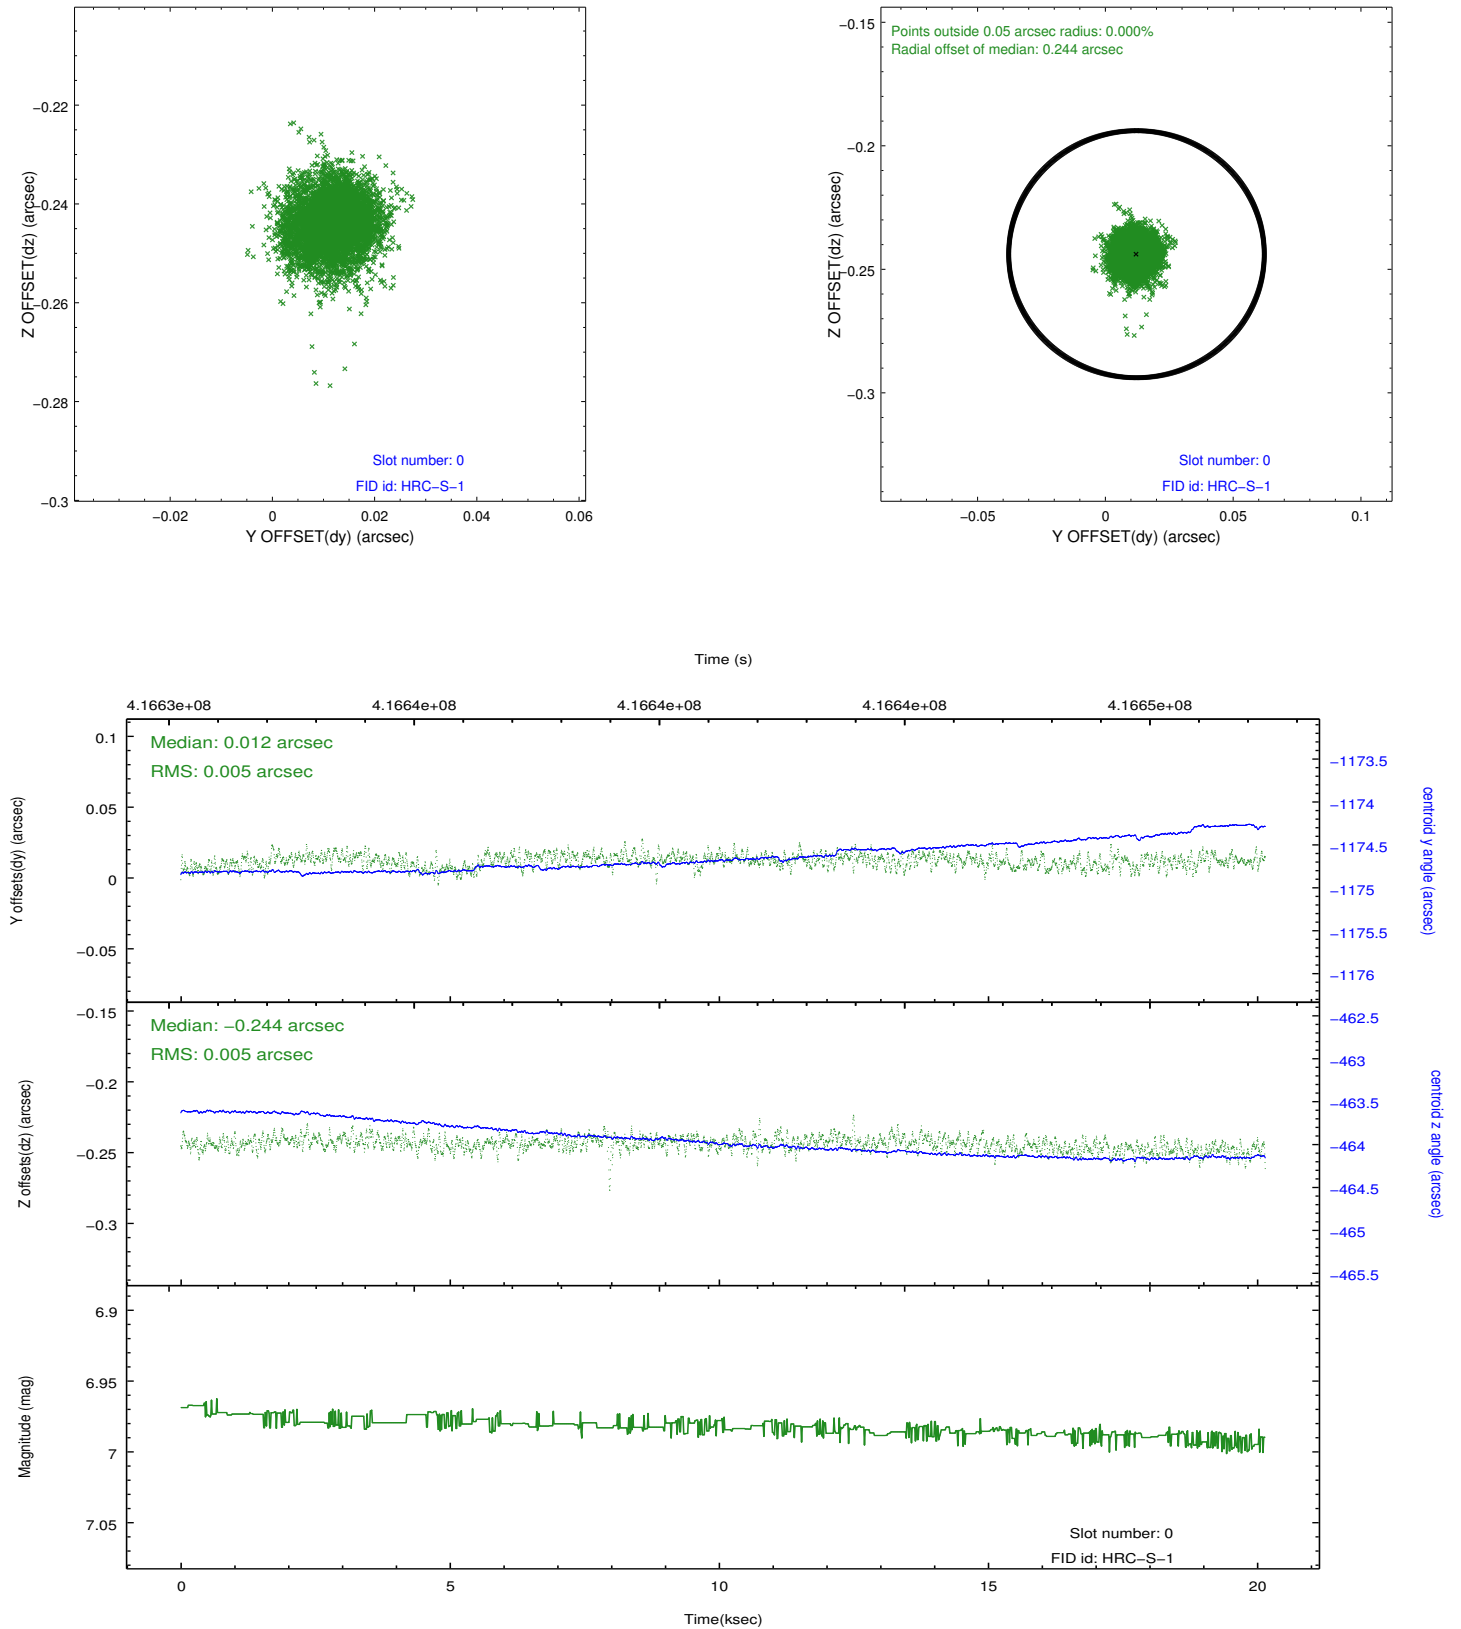 −0.22
−0.24
−0.26
−0.28
−0.3
Z OFFSET(dz) (arcsec)
Slot number: 0
FID id: HRC−S−1
−0.02
0
0.02
0.04
0.06
Y OFFSET(dy) (arcsec)
Points outside 0.05 arcsec radius: 0.000%
Radial offset of median: 0.244 arcsec
−0.15
−0.2
−0.25
−0.3
Z OFFSET(dz) (arcsec)
Slot number: 0
FID id: HRC−S−1
−0.05
0
0.05
0.1
Y OFFSET(dy) (arcsec)
Time (s)
4.1663e+08
4.1664e+08
4.1664e+08
4.1664e+08
4.1665e+08
Median: 0.012 arcsec
RMS: 0.005 arcsec
0.1
0.05
0
−0.05
Y offsets(dy) (arcsec)
−1173.5
−1174
−1174.5
−1175
−1175.5
−1176
centroid y angle (arcsec)
Median: −0.244 arcsec
RMS: 0.005 arcsec
−0.15
−0.2
−0.25
−0.3
Z offsets(dz) (arcsec)
−462.5
−463
−463.5
−464
−464.5
−465
−465.5
centroid z angle (arcsec)
6.9
6.95
7
7.05
Magnitude (mag)
Slot number: 0
FID id: HRC−S−1
0
5
10
15
20
Time(ksec)